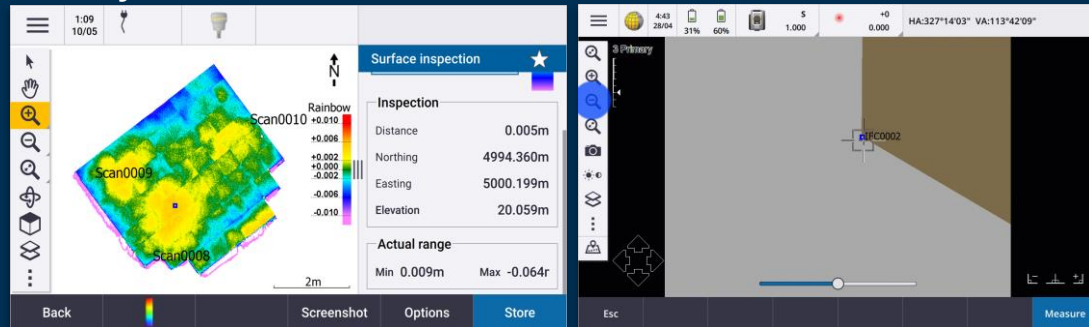 1:09
10/05
Surface inspection
N
Rainbow
+0.010
+0.006
+0.002
+0.000
-0.002
-0.006
-0.010
Scan0010
Scan0009
Scan0008
2m
Inspection
Distance 0.005m
Northing 4994.360m
Easting 5000.199m
Elevation 20.059m
Actual range
Min 0.009m Max -0.064r
Back Screenshot Options Store
4:43
28/04
31% 60%
S
1.000
+0
0.000
HA:327°14'03" VA:113°42'09"
3 Primary
IFC0002
Esc Measure